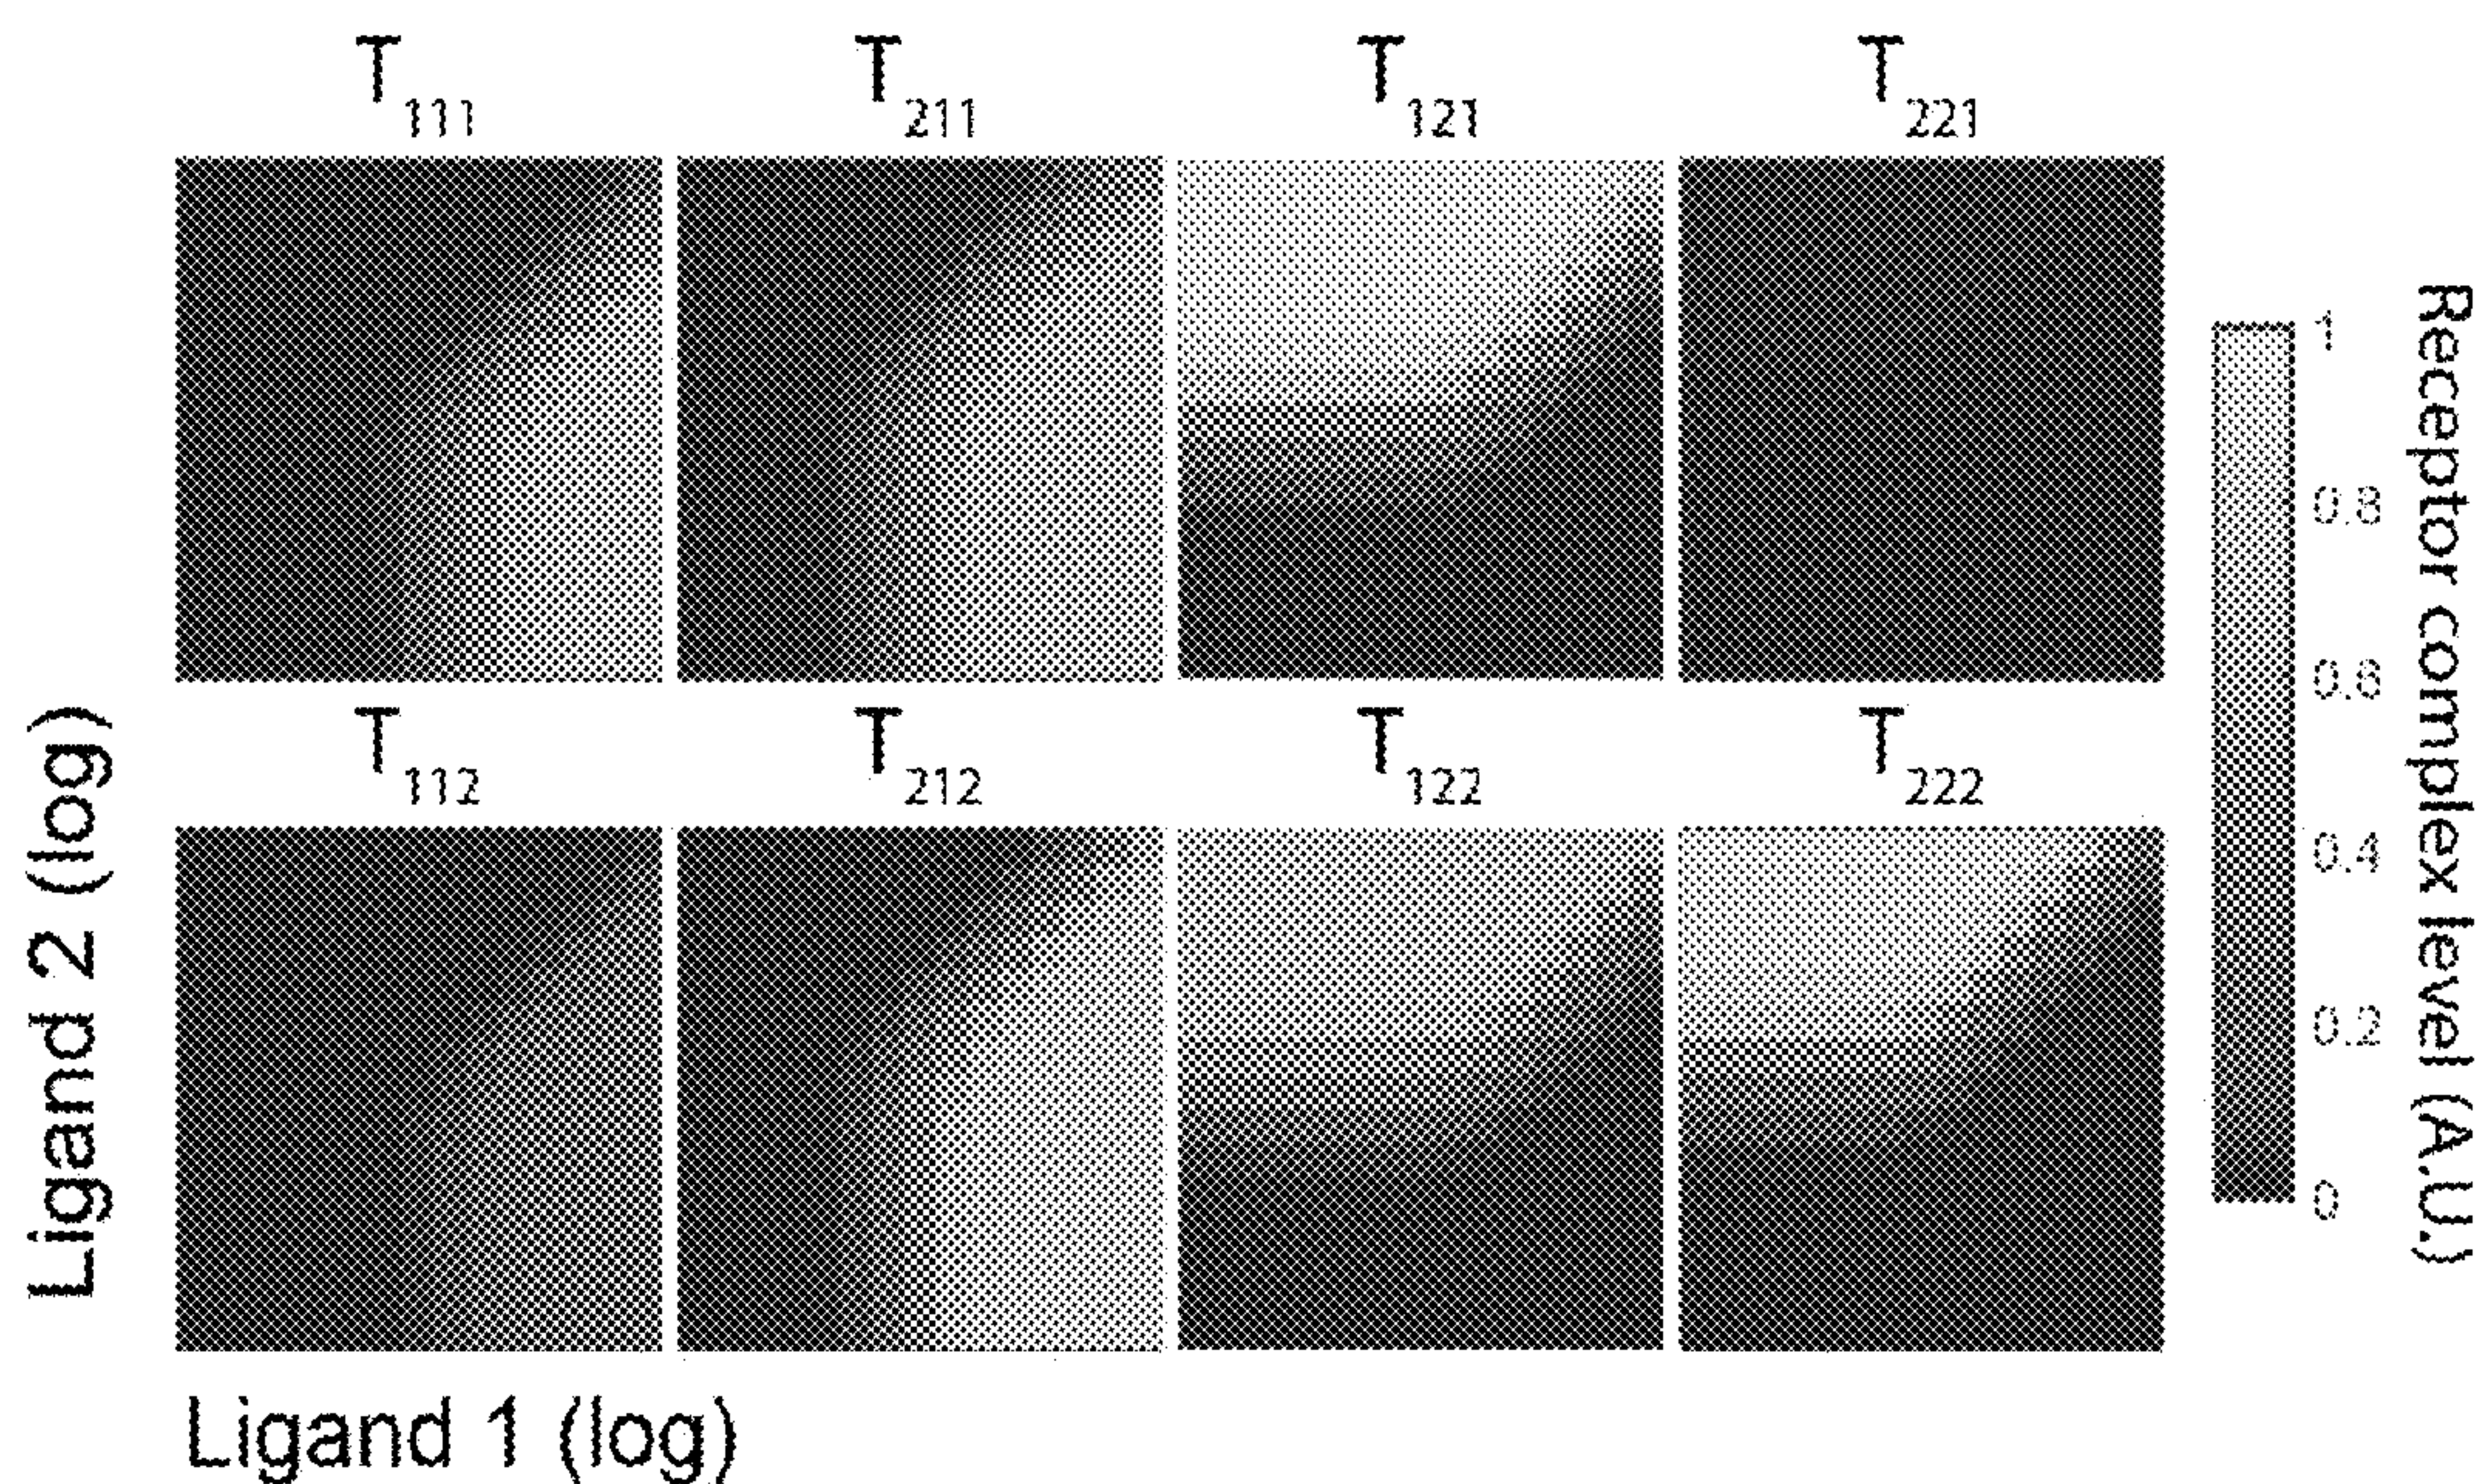 T111 T211 T121 T221
T112 T212 T122 T222
Ligand 2 (log)
Ligand 1 (log)
1
0.8
0.6
0.4
0.2
0
Receptor complex level (A.U.)